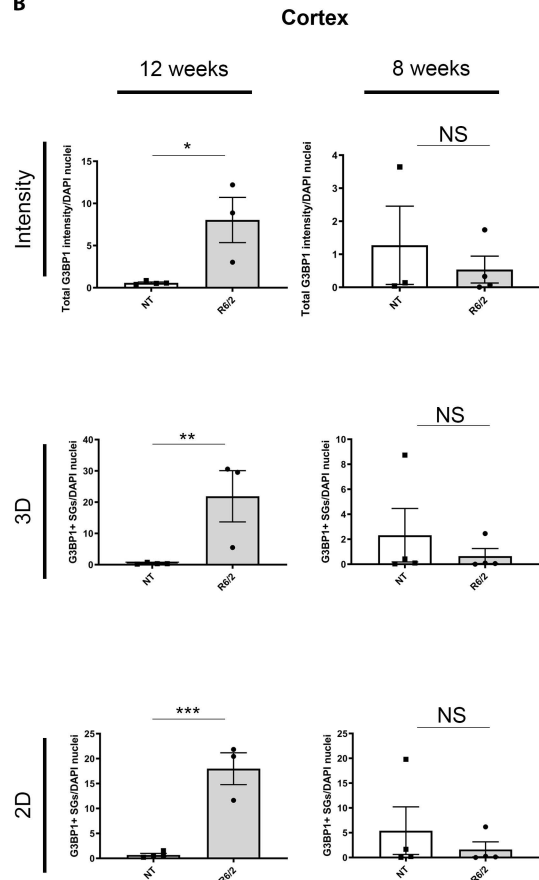 B
Cortex
12 weeks
8 weeks
Intensity
Total G3BP1 intensity/DAPI nuclei
15
10
5
0
*
NT
R6/2
Total G3BP1 intensity/DAPI nuclei
4
3
2
1
0
NS
NT
R6/2
3D
G3BP1+ SGs/DAPI nuclei
40
30
20
10
0
**
NT
R6/2
G3BP1+ SGs/DAPI nuclei
10
8
6
4
2
0
NS
NT
R6/2
2D
G3BP1+ SGs/DAPI nuclei
25
20
15
10
5
0
***
NT
R6/2
G3BP1+ SGs/DAPI nuclei
25
20
15
10
5
0
NS
NT
R6/2